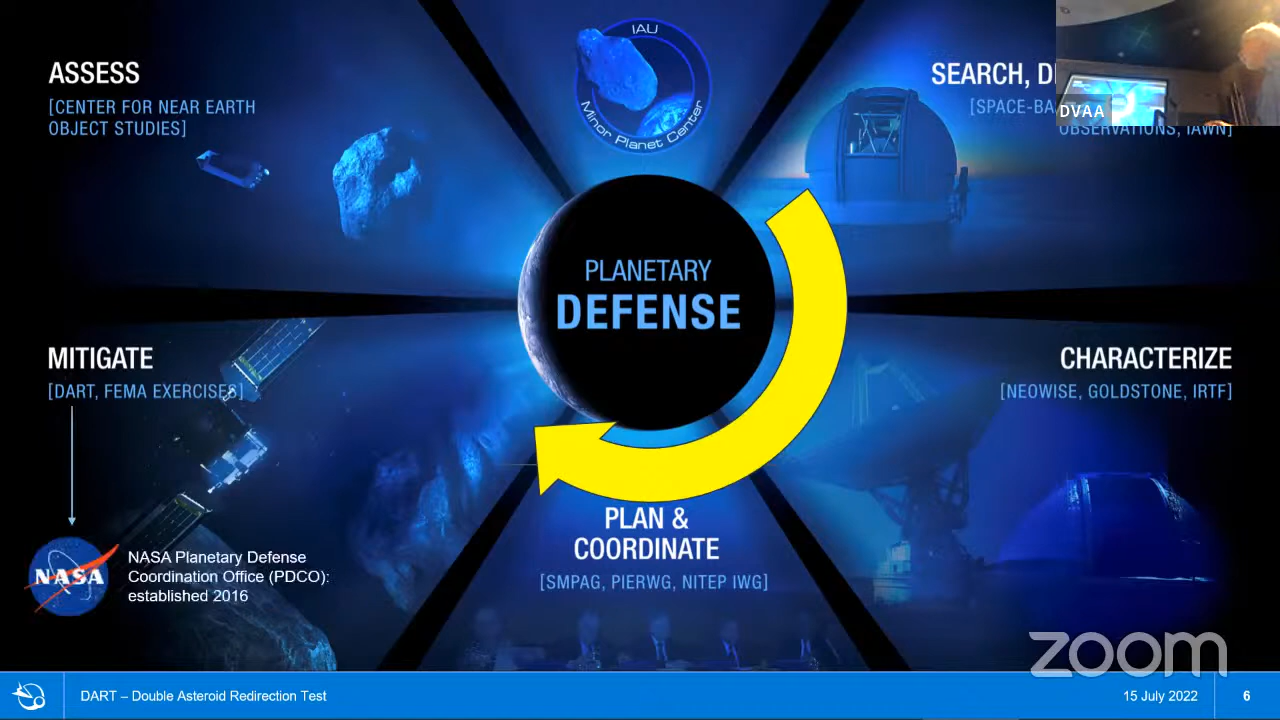 ASSESS
[CENTER FOR NEAR EARTH
OBJECT STUDIES]
IAU
Minor Planet Center
SEARCH,
[SPACE-
OBSERVATIONS, IAWN]
DVAA
PLANETARY
DEFENSE
MITIGATE
[DART, FEMA EXERCISES]
CHARACTERIZE
[NEOWISE, GOLDSTONE, IRTF]
PLAN &
COORDINATE
[SMPAG, PIERWG, NITEP IWG]
NASA
NASA Planetary Defense
Coordination Office (PDCO):
established 2016
zoom
DART – Double Asteroid Redirection Test
15 July 2022
6